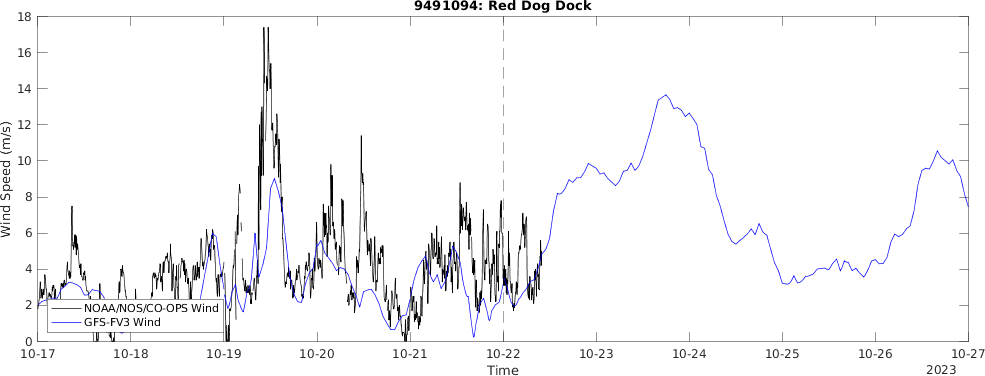 9491094: Red Dog Dock
18
16
14
12
10
8
6
4
2
0
Wind Speed (m/s)
NOAA/NOS/CO-OPS Wind
GFS-FV3 Wind
10-17 10-18 10-19 10-20 10-21 10-22 10-23 10-24 10-25 10-26 10-27
Time
2023